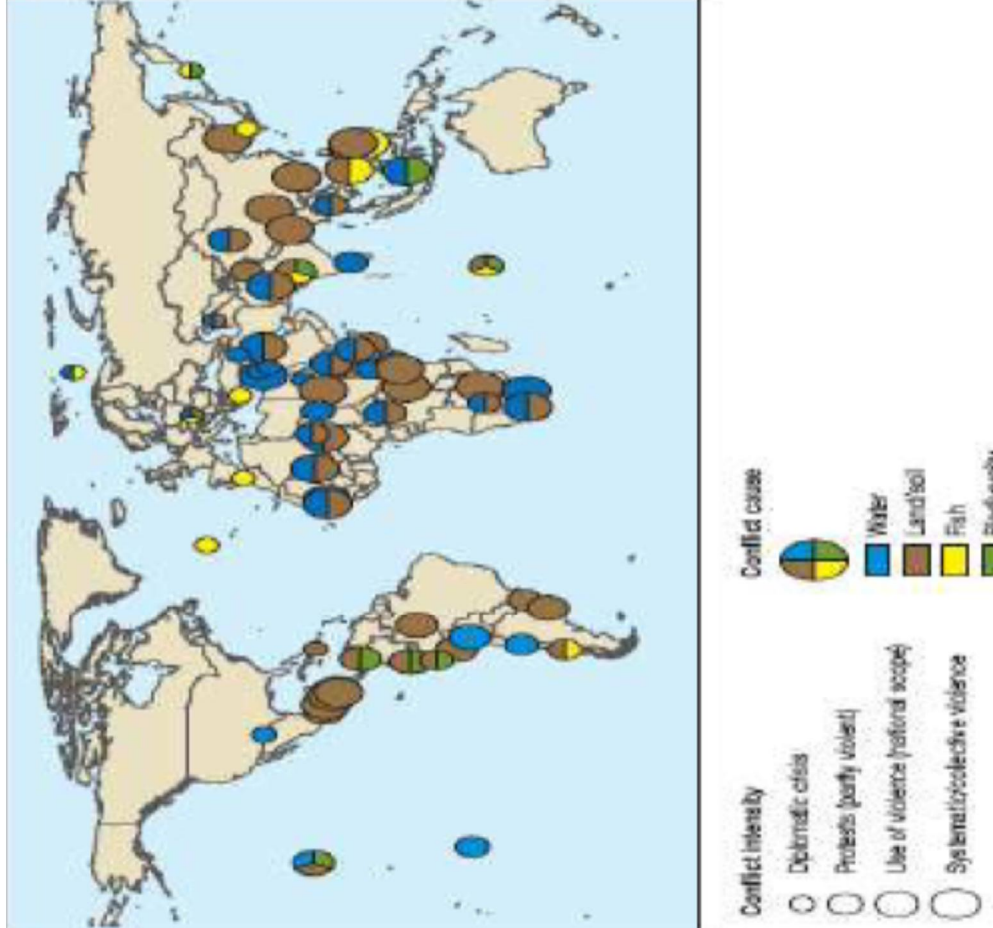 Conflict intensity
Diplomatic crisis
Protests (partly violent)
Use of violence (national scope)
Systematic/collective violence
Conflict cause
Water
Land/soil
Fish